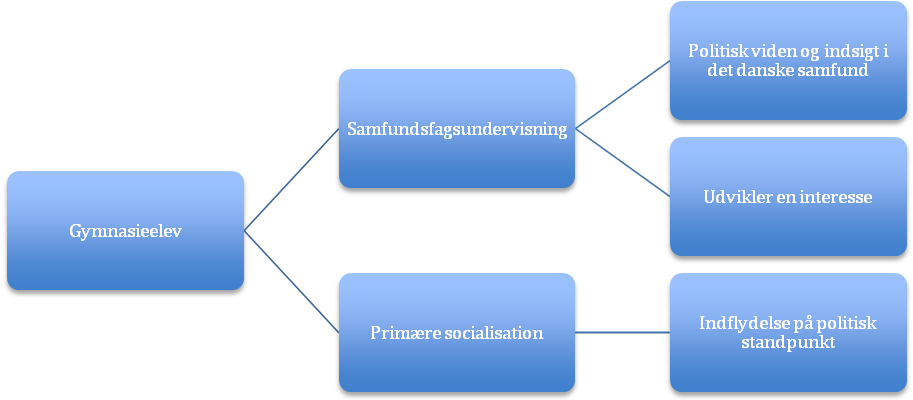 Gymnasieelev
Samfundsfagsundervisning
Politisk viden og indsigt i
det danske samfund
Udvikler en interesse
Primære socialisation
Indflydelse på politisk
standpunkt